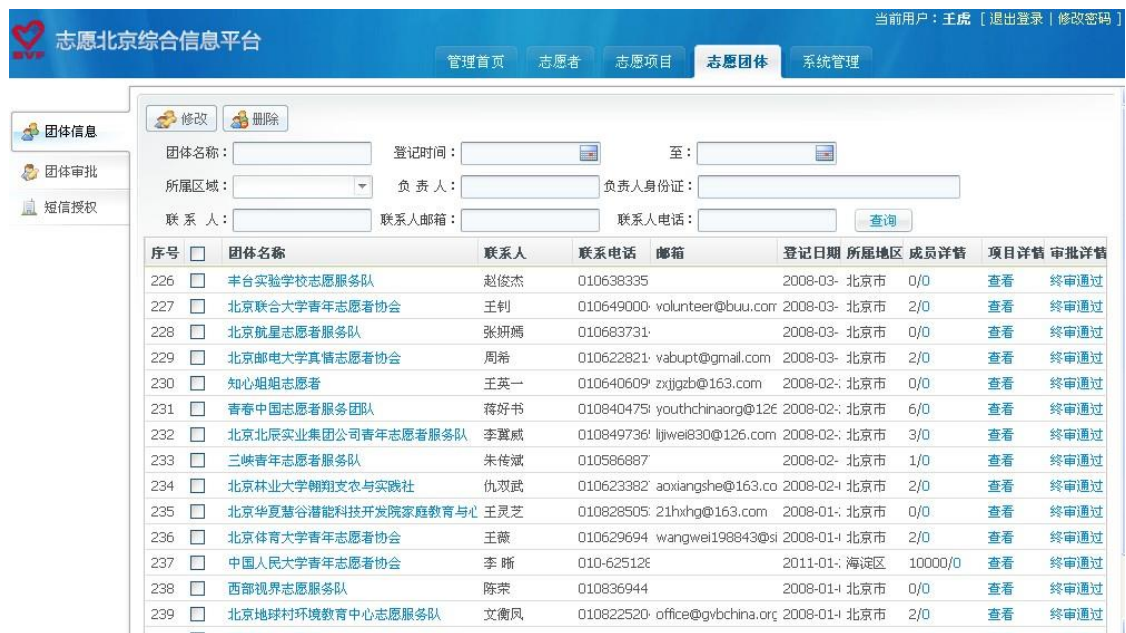 当前用户：王虎 [ 退出登录 | 修改密码 ]
BVF 志愿北京综合信息平台
管理首页 志愿者 志愿项目 志愿团体 系统管理
团体信息
团体审批
短信授权
修改 删除
团体名称： 登记时间： 至：
所属区域： 负 责 人： 负责人身份证：
联 系 人： 联系人邮箱： 联系人电话： 查询
序号 团体名称 联系人 联系电话 邮箱 登记日期 所属地区 成员详情 项目详情 审批详情
226 丰台实验学校志愿服务队 赵俊杰 010638335 2008-03- 北京市 0/0 查看 终审通过
227 北京联合大学青年志愿者协会 王钊 010649000 volunteer@buu.com 2008-03- 北京市 2/0 查看 终审通过
228 北京航星志愿者服务队 张妍嫣 010683731 2008-03- 北京市 0/0 查看 终审通过
229 北京邮电大学真情志愿者协会 周希 010622821 yabupt@gmail.com 2008-03- 北京市 2/0 查看 终审通过
230 知心姐姐志愿者 王英一 010640609 zxjjgzb@163.com 2008-02- 北京市 0/0 查看 终审通过
231 青春中国志愿者服务团队 蒋好书 010840475 youthchinaorg@126 2008-02- 北京市 6/0 查看 终审通过
232 北京北辰实业集团公司青年志愿者服务队 李冀威 010849736 lijiwei830@126.com 2008-02- 北京市 3/0 查看 终审通过
233 三峡青年志愿者服务队 朱传斌 010586887 2008-02- 北京市 1/0 查看 终审通过
234 北京林业大学翱翔支农与实践社 仇双武 010623382 aoxiangshe@163.co 2008-02- 北京市 2/0 查看 终审通过
235 北京华夏慧谷潜能科技开发院家庭教育与心 王灵芝 010828505 21hxhg@163.com 2008-01- 北京市 0/0 查看 终审通过
236 北京体育大学青年志愿者协会 王薇 010629694 wangwei198843@si 2008-01- 北京市 2/0 查看 终审通过
237 中国人民大学青年志愿者协会 李 晰 010-625128 2011-01- 海淀区 10000/0 查看 终审通过
238 西部视界志愿服务队 陈荣 010836944 2008-01- 北京市 0/0 查看 终审通过
239 北京地球村环境教育中心志愿服务队 文衡凤 010822520 office@gvbchina.org 2008-01- 北京市 2/0 查看 终审通过